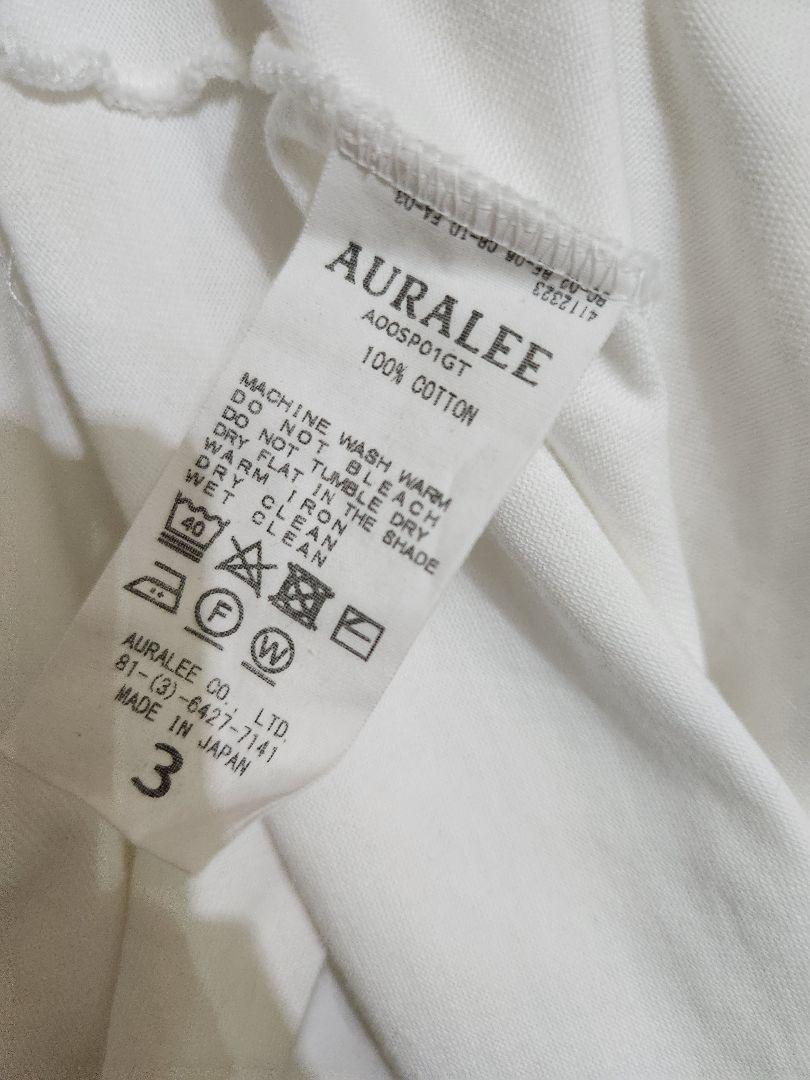 AURALEE
A00SP01GT
100% COTTON
MACHINE WASH WARM
DO NOT BLEACH
DO NOT TUMBLE DRY
DRY FLAT IN THE SHADE
WARM IRON
DRY CLEAN
WET CLEAN
40
F
W
AURALEE CO., LTD.
81-(3)-6427-7141
MADE IN JAPAN
3
4112323